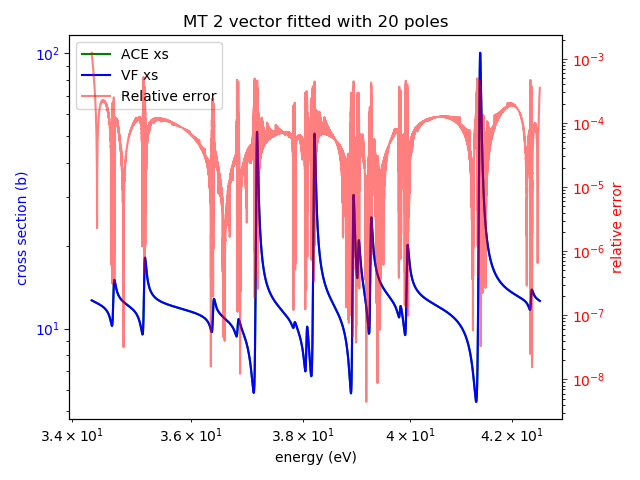 MT 2 vector fitted with 20 poles
ACE xs
VF xs
Relative error
10²
10¹
cross section (b)
10⁻³
10⁻⁴
10⁻⁵
10⁻⁶
10⁻⁷
10⁻⁸
relative error
3.4 × 10¹ 3.6 × 10¹ 3.8 × 10¹ 4 × 10¹ 4.2 × 10¹
energy (eV)